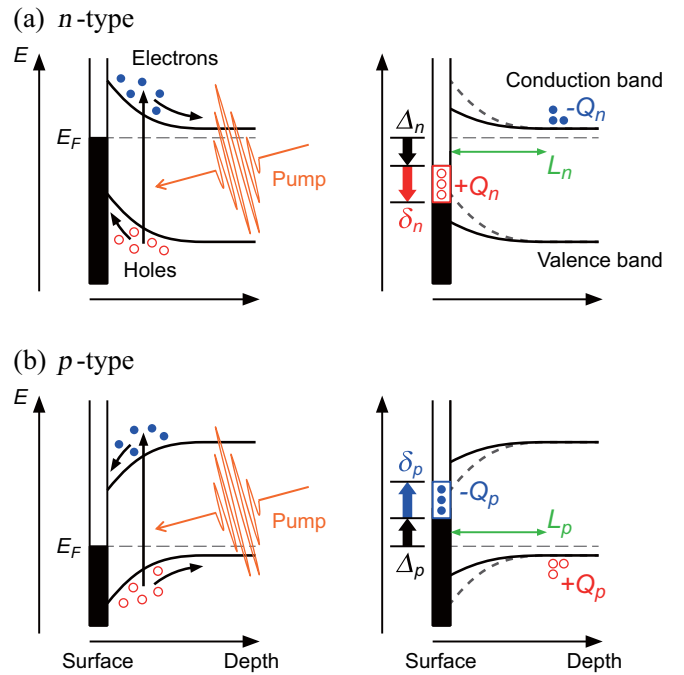 (a) n-type
E
Electrons
E_F
Pump
Holes
Conduction band
-Q_n
Δ_n
L_n
+Q_n
δ_n
Valence band
(b) p-type
E
Pump
E_F
Surface
Depth
δ_p
-Q_p
L_p
Δ_p
+Q_p
Surface
Depth